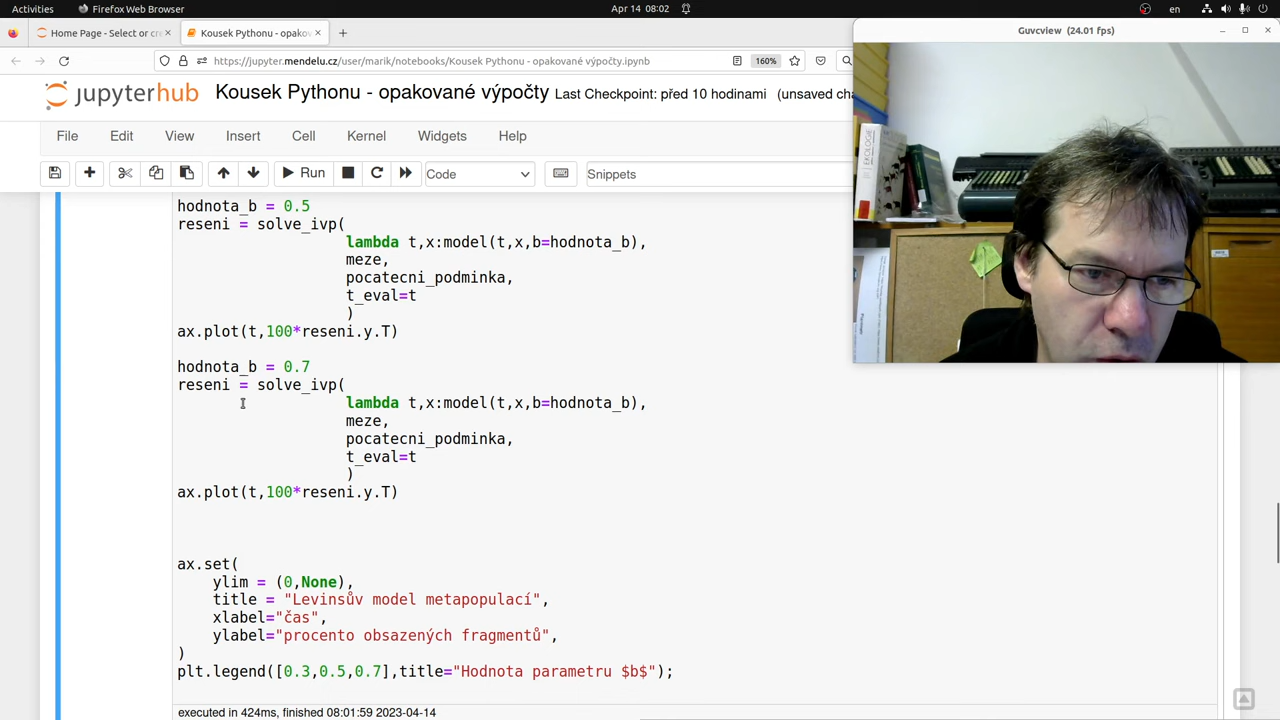 Activities
Firefox Web Browser
Apr 14 08:02
en
Home Page - Select or cre
Kousek Pythonu - opakov
https://jupyter.mendelu.cz/user/marik/notebooks/Kousek Pythonu - opakované výpočty.ipynb
160%
Guvcview (24.01 fps)
jupyterhub
Kousek Pythonu - opakované výpočty Last Checkpoint: před 10 hodinami (unsaved cha
File Edit View Insert Cell Kernel Widgets Help
Run
Code
Snippets
EKOLOGIE
hodnota_b = 0.5
reseni = solve_ivp(
lambda t,x:model(t,x,b=hodnota_b),
meze,
pocatecni_podminka,
t_eval=t
)
ax.plot(t,100*reseni.y.T)
hodnota_b = 0.7
reseni = solve_ivp(
lambda t,x:model(t,x,b=hodnota_b),
meze,
pocatecni_podminka,
t_eval=t
)
ax.plot(t,100*reseni.y.T)
ax.set(
ylim = (0,None),
title = "Levinsův model metapopulací",
xlabel="čas",
ylabel="procento obsazených fragmentů",
)
plt.legend([0.3,0.5,0.7],title="Hodnota parametru $b$");
executed in 424ms, finished 08:01:59 2023-04-14